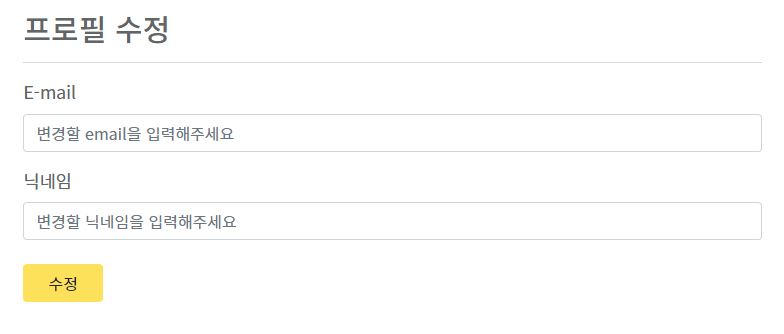 프로필 수정
E-mail
변경할 email을 입력해주세요
닉네임
변경할 닉네임을 입력해주세요
수정